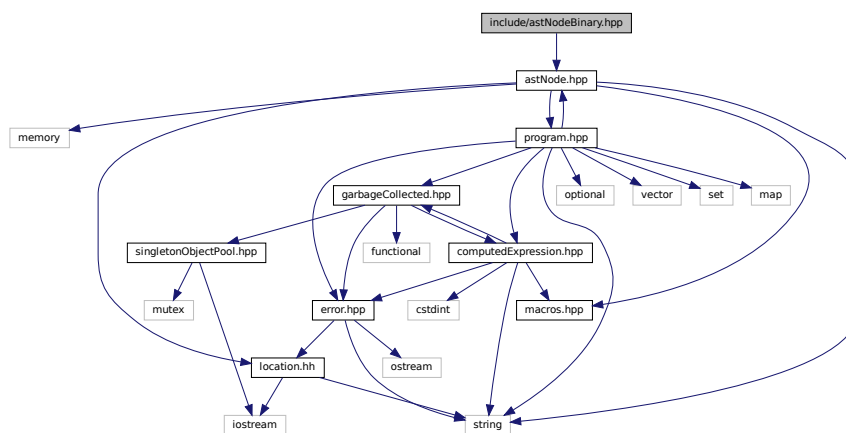 include/astNodeBinary.hpp
astNode.hpp
memory
program.hpp
garbageCollected.hpp
optional
vector
set
map
singletonObjectPool.hpp
functional
computedExpression.hpp
mutex
error.hpp
cstdint
macros.hpp
location.hh
ostream
iostream
string